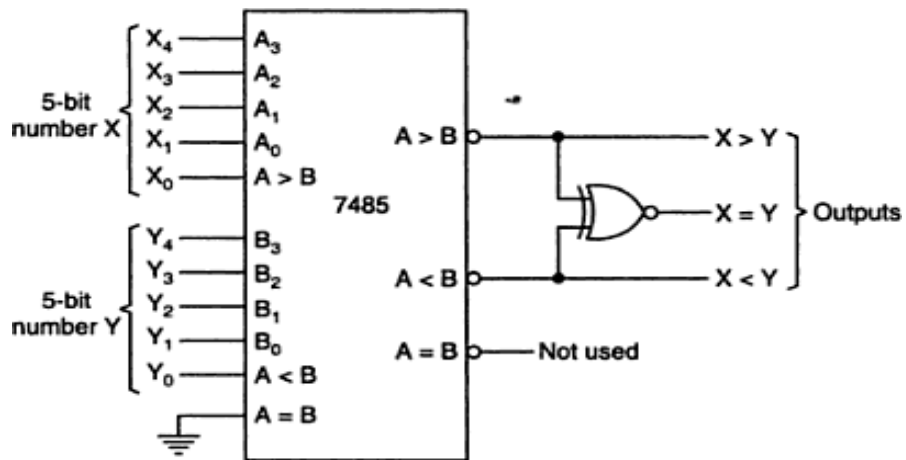 5-bit
number X
X₄
X₃
X₂
X₁
X₀
A₃
A₂
A₁
A₀
A > B
5-bit
number Y
Y₄
Y₃
Y₂
Y₁
Y₀
B₃
B₂
B₁
B₀
A < B
A = B
7485
A > B
A < B
A = B
X > Y
X = Y
X < Y
Not used
Outputs